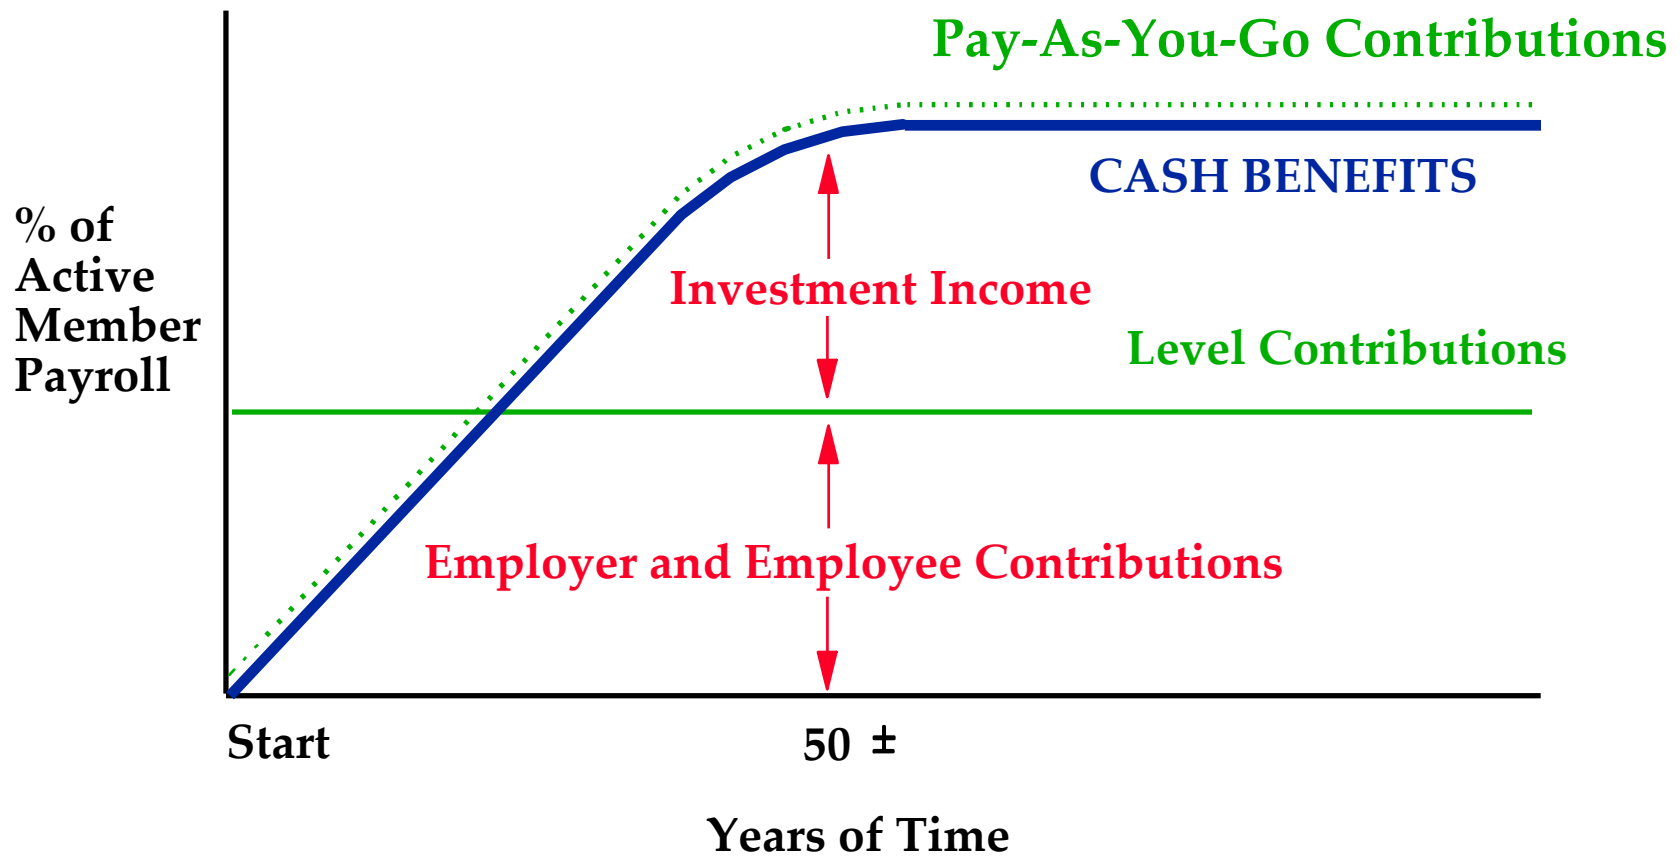 Pay-As-You-Go Contributions
CASH BENEFITS
% of
Active
Member
Payroll
Investment Income
Level Contributions
Employer and Employee Contributions
Start
50 ±
Years of Time